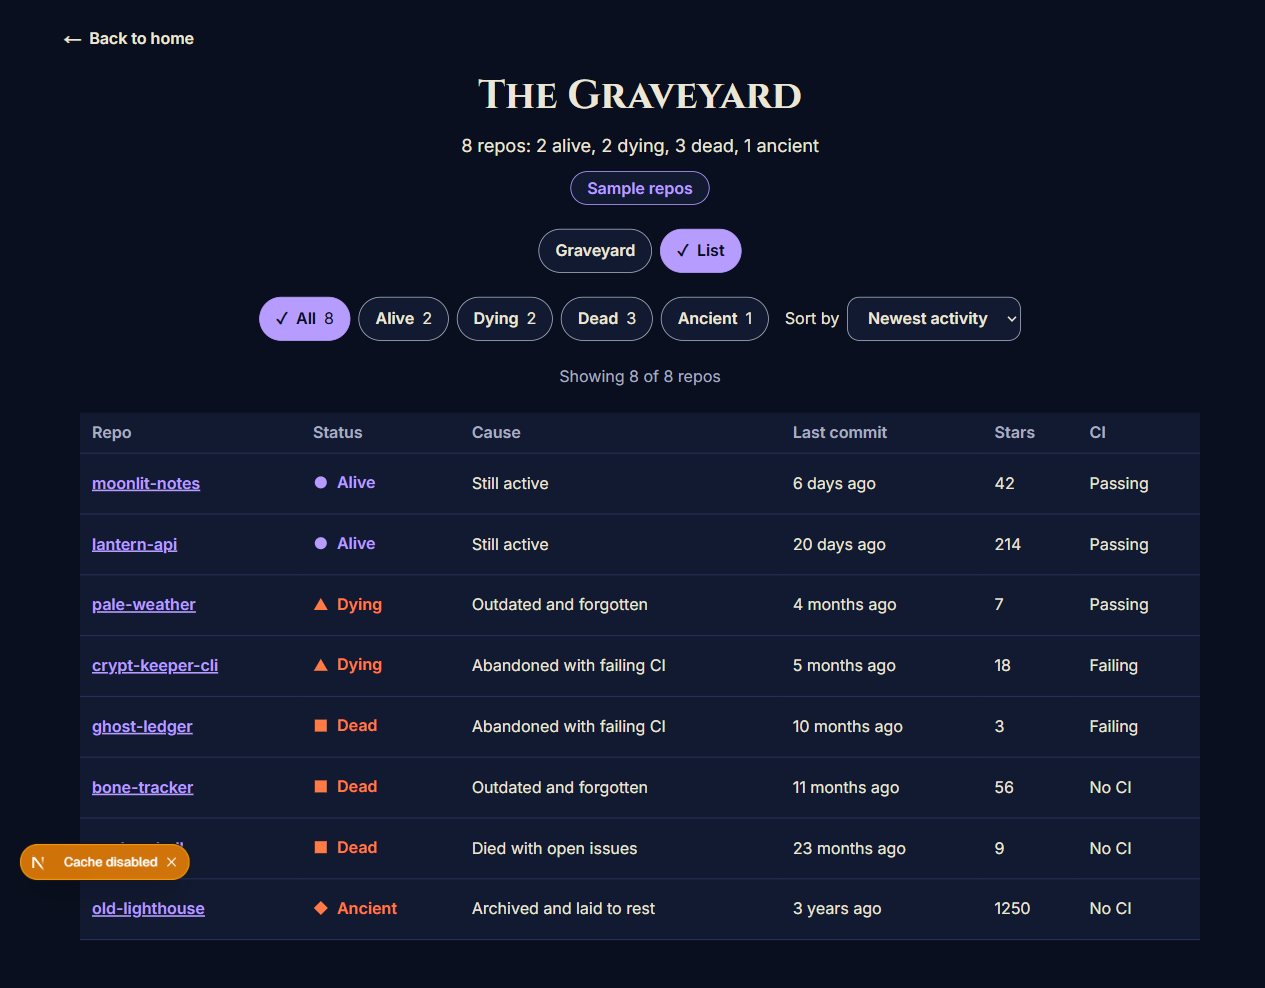 ← Back to home
The Graveyard
8 repos: 2 alive, 2 dying, 3 dead, 1 ancient
Sample repos
Graveyard ✓ List
✓ All 8 Alive 2 Dying 2 Dead 3 Ancient 1 Sort by Newest activity
Showing 8 of 8 repos
Repo Status Cause Last commit Stars CI
moonlit-notes Alive Still active 6 days ago 42 Passing
lantern-api Alive Still active 20 days ago 214 Passing
pale-weather Dying Outdated and forgotten 4 months ago 7 Passing
crypt-keeper-cli Dying Abandoned with failing CI 5 months ago 18 Failing
ghost-ledger Dead Abandoned with failing CI 10 months ago 3 Failing
bone-tracker Dead Outdated and forgotten 11 months ago 56 No CI
Dead Died with open issues 23 months ago 9 No CI
N Cache disabled ×
old-lighthouse Ancient Archived and laid to rest 3 years ago 1250 No CI